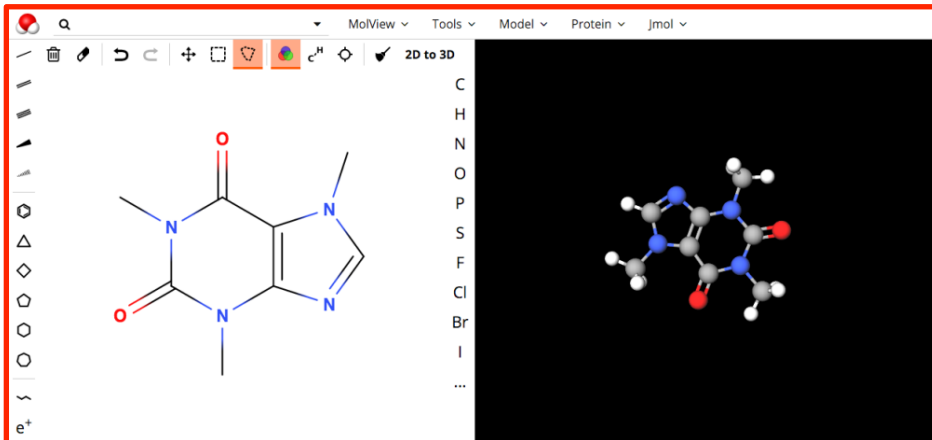 MolView Tools Model Protein Jmol
C H 2D to 3D
C
H
N
O
P
S
F
Cl
Br
I
...
e+
O
N
N
O
N
N